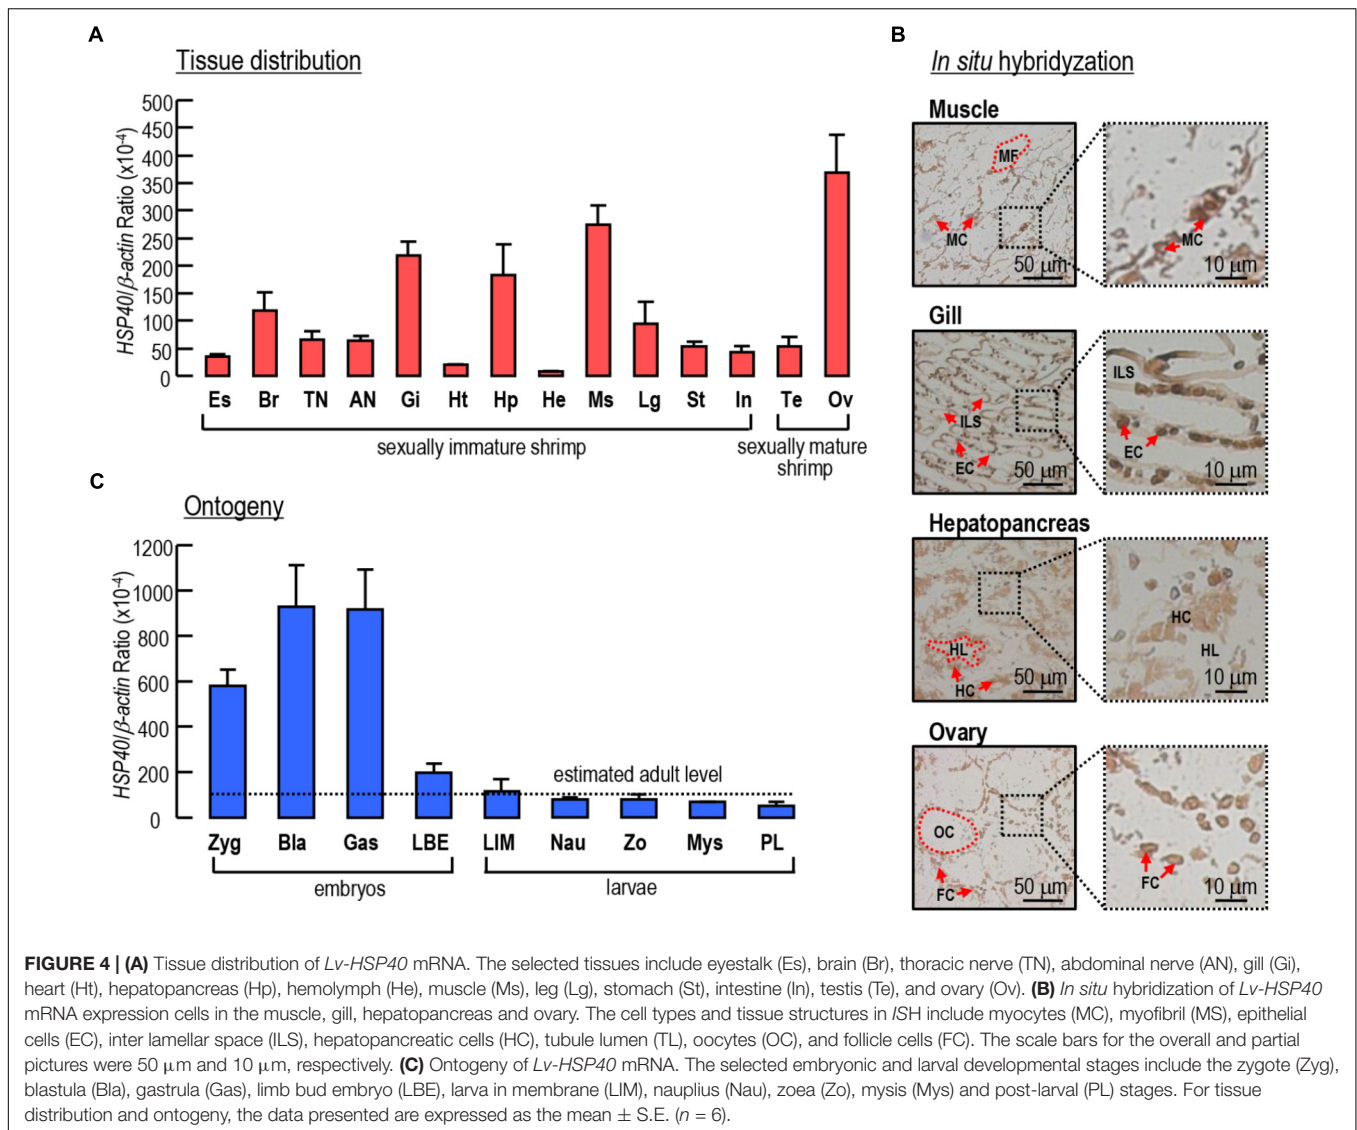 A
Tissue distribution
HSP40/β-actin Ratio (x10-4)
500
450
400
350
300
250
200
150
100
50
0
Es Br TN AN Gi Ht Hp He Ms Lg St In Te Ov
sexually immature shrimp
sexually mature
shrimp
B
In situ hybridyzation
Muscle
MF
MC
50 μm
MC
10 μm
Gill
ILS
EC
50 μm
ILS
EC
10 μm
Hepatopancreas
HL
HC
50 μm
HC
HL
10 μm
Ovary
OC
FC
50 μm
FC
10 μm
C
Ontogeny
HSP40/β-actin Ratio (x10-4)
1200
1000
800
600
400
200
0
estimated adult level
Zyg Bla Gas LBE LIM Nau Zo Mys PL
embryos
larvae
FIGURE 4 | (A) Tissue distribution of Lv-HSP40 mRNA. The selected tissues include eyestalk (Es), brain (Br), thoracic nerve (TN), abdominal nerve (AN), gill (Gi),
heart (Ht), hepatopancreas (Hp), hemolymph (He), muscle (Ms), leg (Lg), stomach (St), intestine (In), testis (Te), and ovary (Ov). (B) In situ hybridization of Lv-HSP40
mRNA expression cells in the muscle, gill, hepatopancreas and ovary. The cell types and tissue structures in ISH include myocytes (MC), myofibril (MS), epithelial
cells (EC), inter lamellar space (ILS), hepatopancreatic cells (HC), tubule lumen (TL), oocytes (OC), and follicle cells (FC). The scale bars for the overall and partial
pictures were 50 μm and 10 μm, respectively. (C) Ontogeny of Lv-HSP40 mRNA. The selected embryonic and larval developmental stages include the zygote (Zyg),
blastula (Bla), gastrula (Gas), limb bud embryo (LBE), larva in membrane (LIM), nauplius (Nau), zoea (Zo), mysis (Mys) and post-larval (PL) stages. For tissue
distribution and ontogeny, the data presented are expressed as the mean ± S.E. (n = 6).